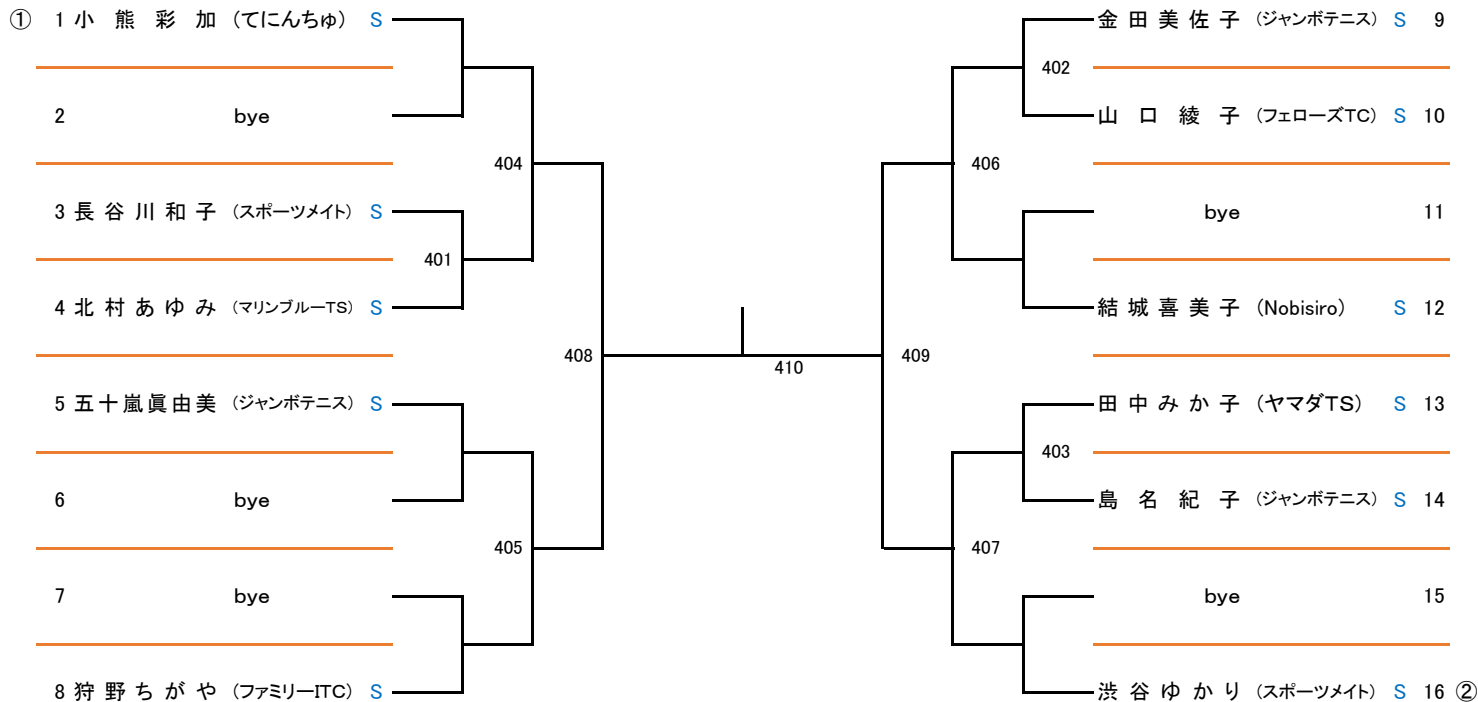 ① 1 小熊彩加 (てにんちゅ) S
2 bye
404
3 長谷川和子 (スポーツメイト) S
401
4 北村あゆみ (マリンブルーTS) S
408
5 五十嵐眞由美 (ジャンボテニス) S
6 bye
405
7 bye
8 狩野ちがや (ファミリーITC) S
410
金田美佐子 (ジャンボテニス) S 9
402
山口綾子 (フェローズTC) S 10
406
bye 11
結城喜美子 (Nobisiro) S 12
409
田中みか子 (ヤマダTS) S 13
403
島名紀子 (ジャンボテニス) S 14
407
bye 15
渋谷ゆかり (スポーツメイト) S 16 ②